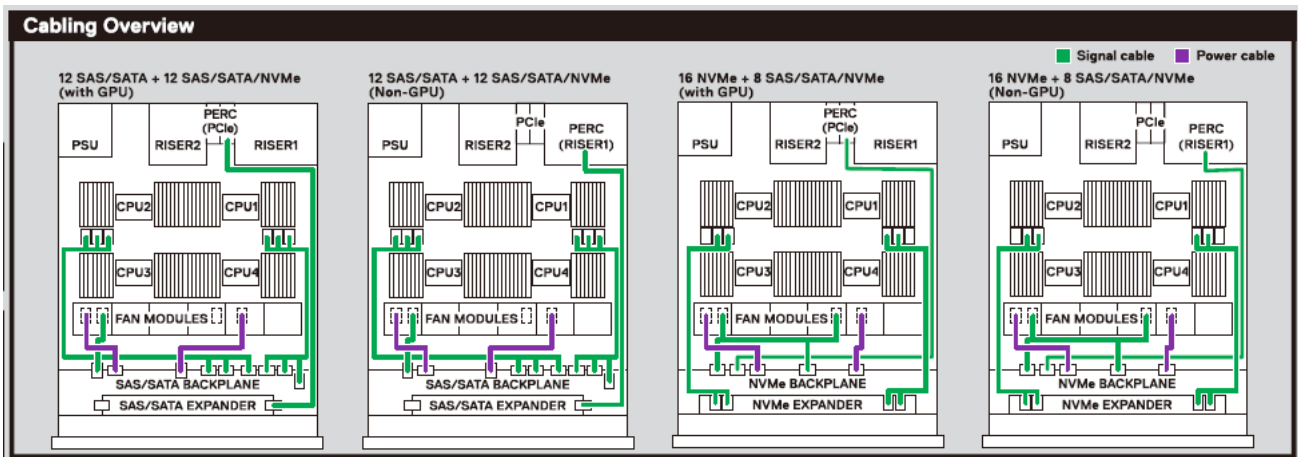 Cabling Overview
Signal cable
Power cable
12 SAS/SATA + 12 SAS/SATA/NVMe
(with GPU)
PERC
(PCIe)
PSU
RISER2
RISER1
CPU2
CPU1
CPU3
CPU4
FAN MODULES
SAS/SATA BACKPLANE
SAS/SATA EXPANDER
12 SAS/SATA + 12 SAS/SATA/NVMe
(Non-GPU)
PCIe
PERC
(RISER1)
PSU
RISER2
CPU2
CPU1
CPU3
CPU4
FAN MODULES
SAS/SATA BACKPLANE
SAS/SATA EXPANDER
16 NVMe + 8 SAS/SATA/NVMe
(with GPU)
PERC
(PCIe)
PSU
RISER2
RISER1
CPU2
CPU1
CPU3
CPU4
FAN MODULES
NVMe BACKPLANE
NVMe EXPANDER
16 NVMe + 8 SAS/SATA/NVMe
(Non-GPU)
PCIe
PERC
(RISER1)
PSU
RISER2
CPU2
CPU1
CPU3
CPU4
FAN MODULES
NVMe BACKPLANE
NVMe EXPANDER